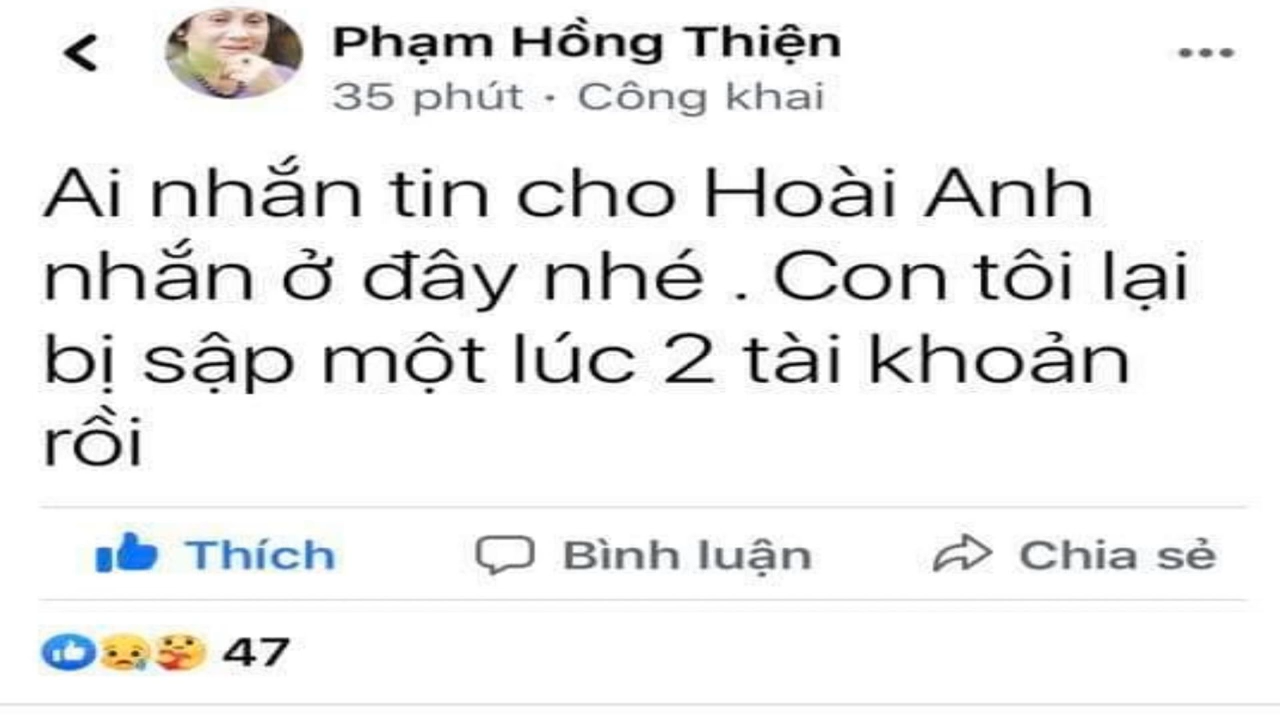 Phạm Hồng Thiện
35 phút · Công khai
Ai nhắn tin cho Hoài Anh
nhắn ở đây nhé . Con tôi lại
bị sập một lúc 2 tài khoản
rồi
Thích Bình luận Chia sẻ
47